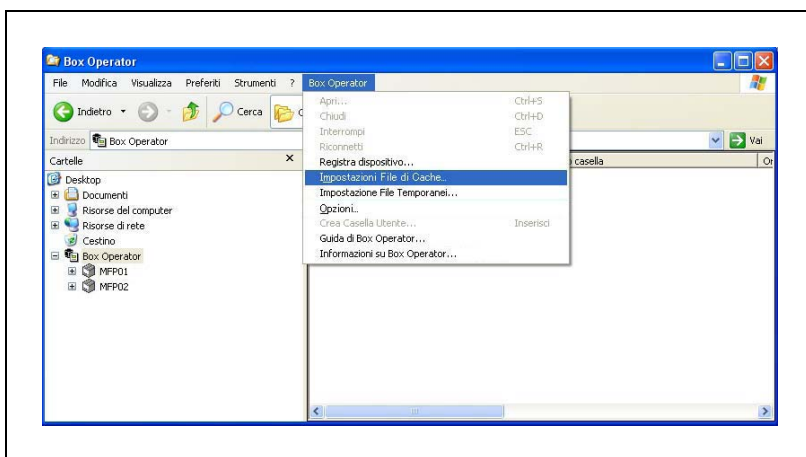 Box Operator
File Modifica Visualizza Preferiti Strumenti ? Box Operator
Indietro Cerca
Indirizzo Box Operator Vai
Cartelle
Desktop
Documenti
Risorse del computer
Risorse di rete
Cestino
Box Operator
MFP01
MFP02
Apri... Ctrl+S
Chiudi Ctrl+D
Interrompi ESC
Riconnetti Ctrl+R
Registra dispositivo...
Impostazioni File di Cache..
Impostazione File Temporanei...
Opzioni..
Crea Casella Utente... Inserisci
Guida di Box Operator...
Informazioni su Box Operator...
casella